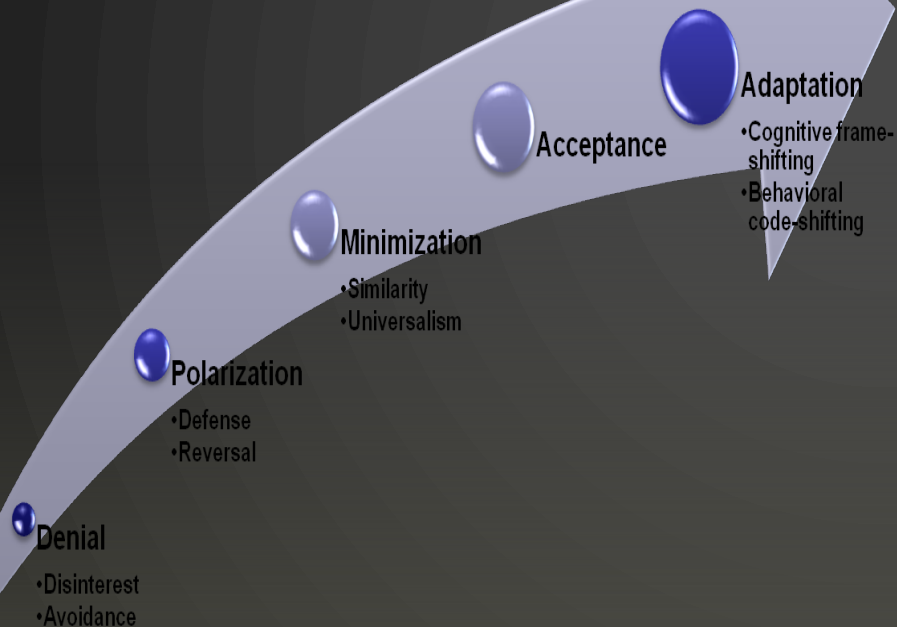 Adaptation
•Cognitive frame-
shifting
•Behavioral
code-shifting
Acceptance
Minimization
•Similarity
•Universalism
Polarization
•Defense
•Reversal
Denial
•Disinterest
•Avoidance